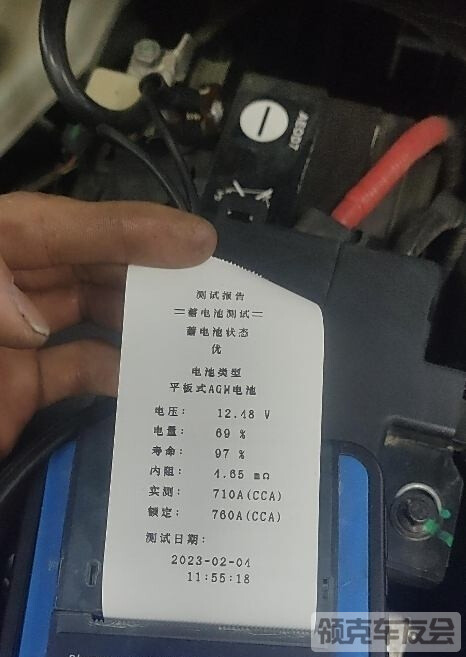 测试报告
=蓄电池测试=
蓄电池状态
优
电池类型
平板式AGM电池
电压： 12.48 V
电量： 69 %
寿命： 97 %
内阻： 4.65 mΩ
实测： 710A(CCA)
额定： 760A(CCA)
测试日期：
2023-02-04
11:55:18
领克车友会